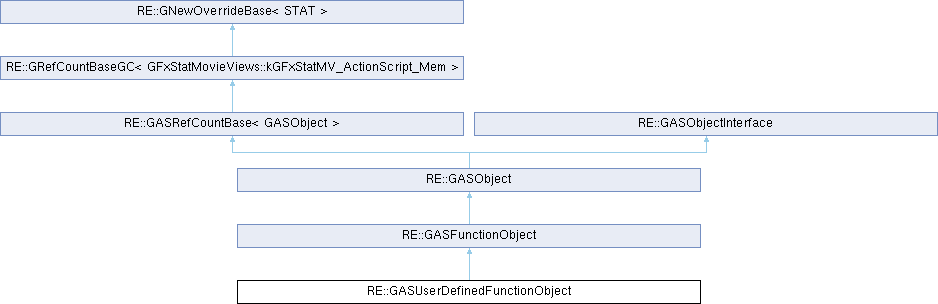 RE::GNewOverrideBase< STAT >
RE::GRefCountBaseGC< GFxStatMovieViews::kGFxStatMV_ActionScript_Mem >
RE::GASRefCountBase< GASObject >
RE::GASObjectInterface
RE::GASObject
RE::GASFunctionObject
RE::GASUserDefinedFunctionObject